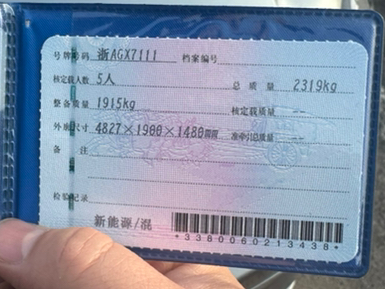 号牌号码 浙AGX7111 档案编号
核定载人数 5人 总质量 2319kg
整备质量 1915kg 核定载质量 --
外廓尺寸 4827×1900×1480mm 准牵引总质量 --
备注
检验记录
新能源/混
*3380060213438*